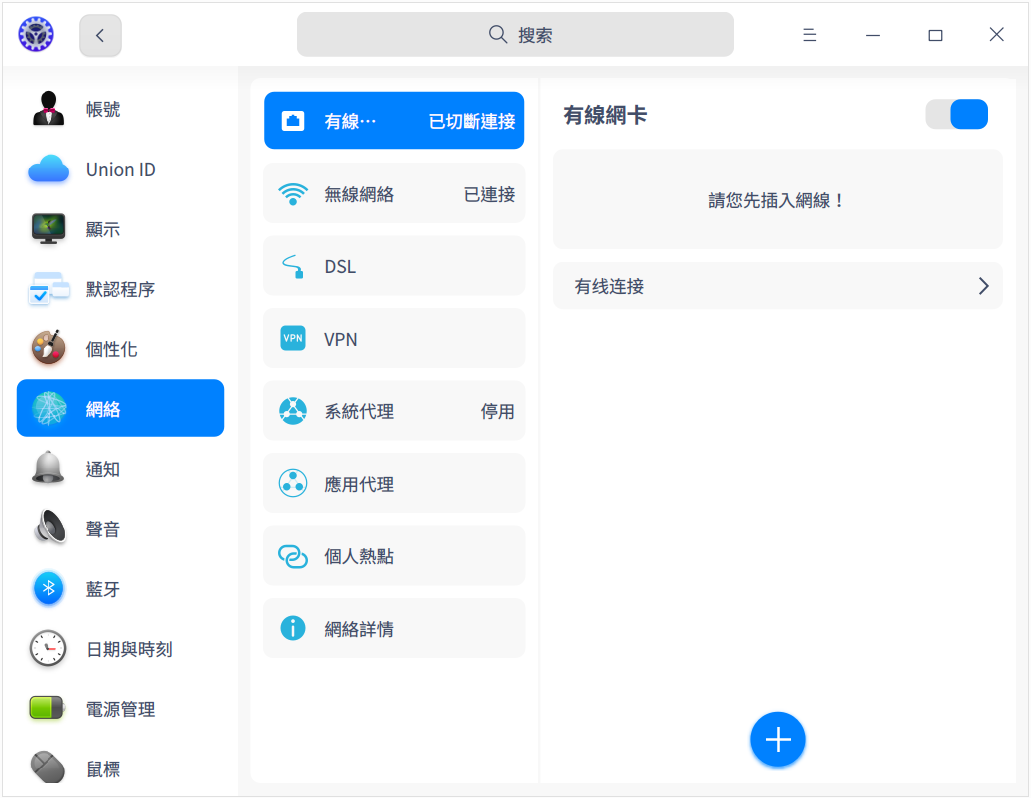 搜索
帳號
Union ID
顯示
默認程序
個性化
網絡
通知
聲音
藍牙
日期與時刻
電源管理
鼠標
有線… 已切斷連接
無線網絡 已連接
DSL
VPN VPN
系統代理 停用
應用代理
個人熱點
網絡詳情
有線網卡
請您先插入網線！
有线连接